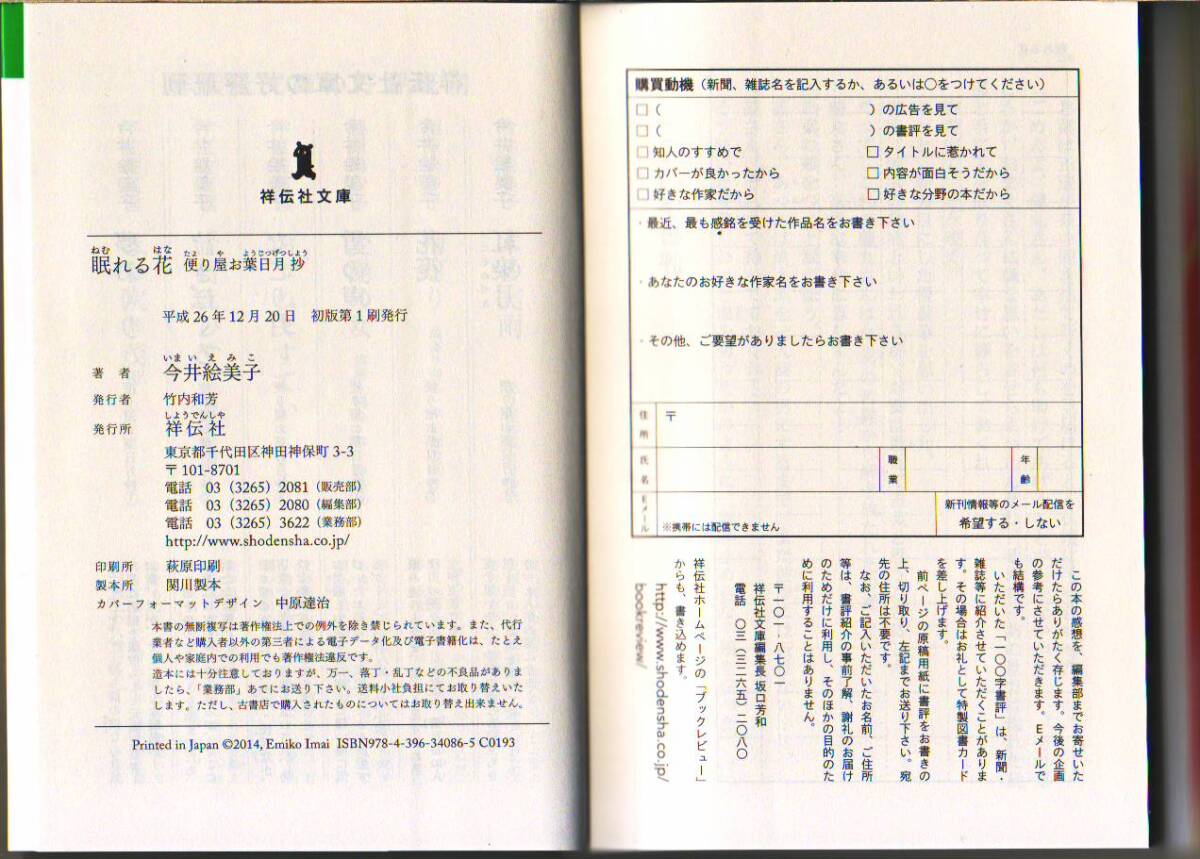 祥伝社文庫
ねむ はな たよ や ようじつげつしょう
眠れる花 便り屋お葉日月抄
平成26年12月20日 初版第1刷発行
いまいえみこ
著者 今井絵美子
発行者 竹内和芳
しょうでんしゃ
発行所 祥伝社
東京都千代田区神田神保町3-3
〒101-8701
電話 03(3265)2081(販売部)
電話 03(3265)2080(編集部)
電話 03(3265)3622(業務部)
http://www.shodensha.co.jp/
印刷所 萩原印刷
製本所 関川製本
カバーフォーマットデザイン 中原達治
本書の無断複写は著作権法上での例外を除き禁じられています。また、代行
業者など購入者以外の第三者による電子データ化及び電子書籍化は、たとえ
個人や家庭内での利用でも著作権法違反です。
造本には十分注意しておりますが、万一、落丁・乱丁などの不良品がありま
したら、「業務部」あてにお送り下さい。送料小社負担にてお取り替えいた
します。ただし、古書店で購入されたものについてはお取り替え出来ません。
Printed in Japan ©2014, Emiko Imai ISBN978-4-396-34086-5 C0193
購買動機(新聞、雑誌名を記入するか、あるいは○をつけてください)
□( )の広告を見て
□( )の書評を見て
□知人のすすめで □タイトルに惹かれて
□カバーが良かったから □内容が面白そうだから
□好きな作家だから □好きな分野の本だから
・最近、最も感銘を受けた作品名をお書き下さい
・あなたのお好きな作家名をお書き下さい
・その他、ご要望がありましたらお書き下さい
住所 〒
氏名 職業 年齢
Eメール ※携帯には配信できません 新刊情報等のメール配信を
希望する・しない
この本の感想を、編集部までお寄せいた
だけたらありがたく存じます。今後の企画
の参考にさせていただきます。Eメールで
も結構です。
いただいた「一〇〇字書評」は、新聞・
雑誌等に紹介させていただくことがありま
す。その場合はお礼として特製図書カード
を差し上げます。
前ページの原稿用紙に書評をお書きの
上、切り取り、左記までお送り下さい。宛
先の住所は不要です。
なお、ご記入いただいたお名前、ご住所
等は、書評紹介の事前了解、謝礼のお届け
のためだけに利用し、そのほかの目的のた
めに利用することはありません。
〒一〇一-八七〇一
祥伝社文庫編集長 坂口芳和
電話 〇三(三二六五)二〇八〇
祥伝社ホームページの「ブックレビュー」
からも、書き込めます。
http://www.shodensha.co.jp/
bookreview/